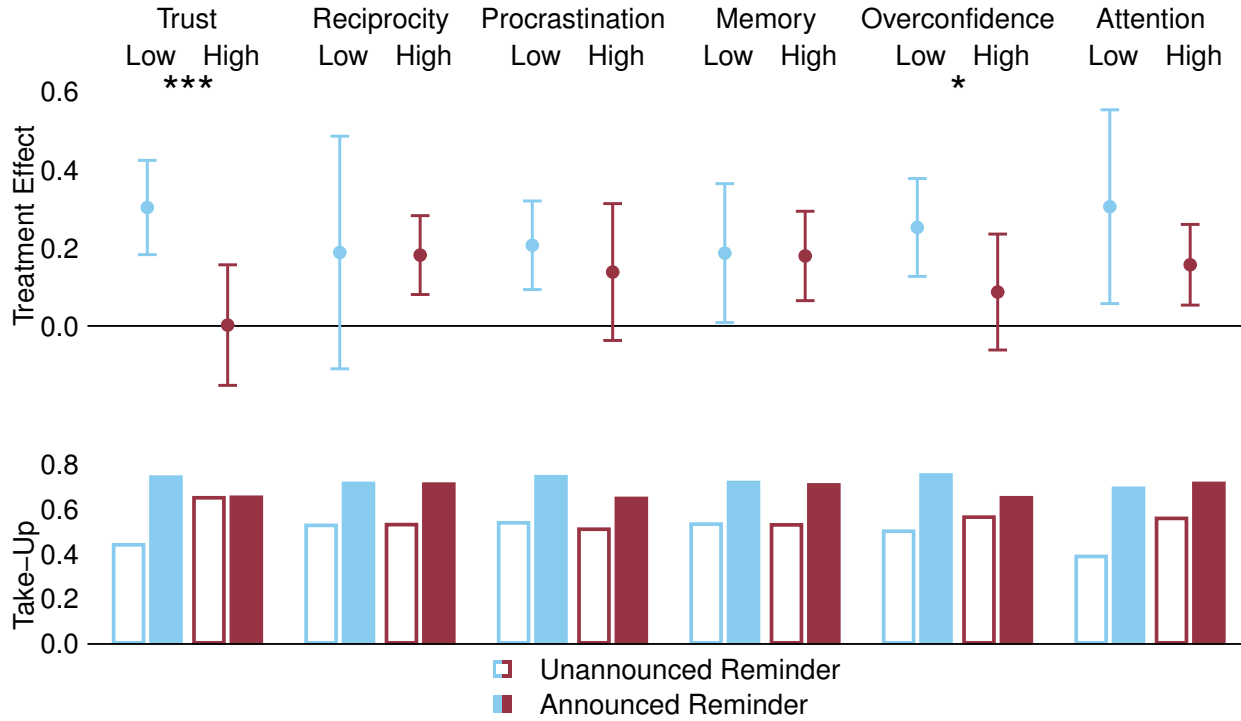 Trust Reciprocity Procrastination Memory Overconfidence Attention
Low High Low High Low High Low High Low High Low High
*** *
0.6
0.4
0.2
0.0
Treatment Effect
0.8
0.6
0.4
0.2
0.0
Take–Up
Unannounced Reminder
Announced Reminder